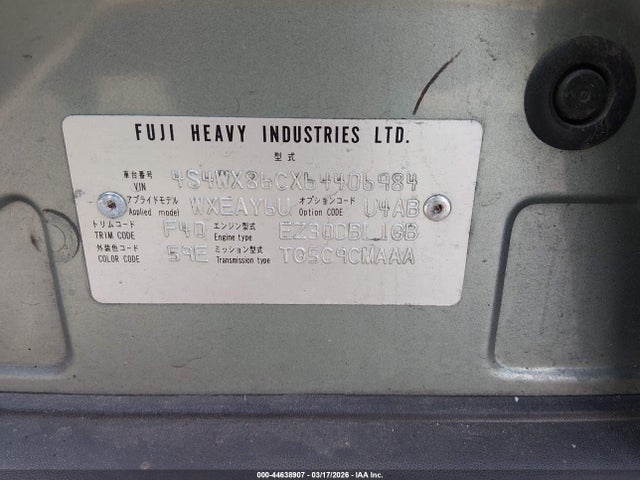 FUJI HEAVY INDUSTRIES LTD.
型式
車台番号 VIN 4S4WX86CX64406984
アプライドモデル Applied model WXEAY6U オプションコード Option CODE U4AB
トリムコード TRIM CODE F40 エンジン型式 Engine type EZ30DBL1GB
外装色コード COLOR CODE 59E ミッション型式 Transmission type TG5C9CMAAA
000-44638907 - 03/17/2026 - IAA Inc.